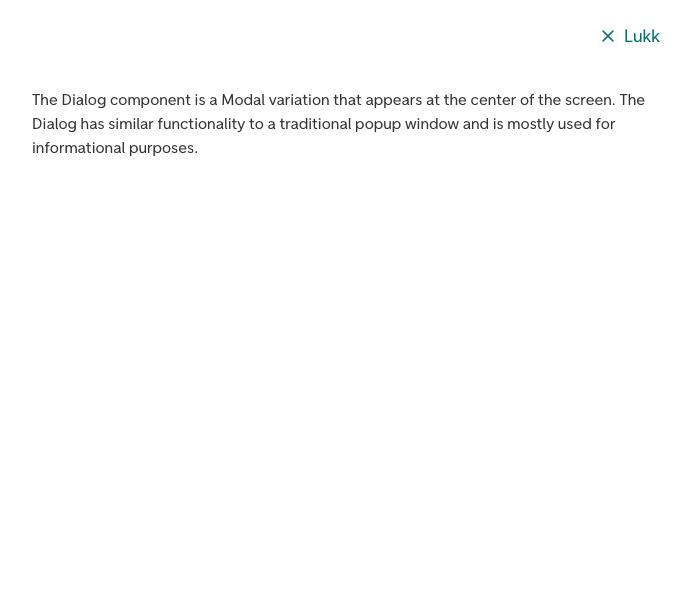 Lukk
The Dialog component is a Modal variation that appears at the center of the screen. The
Dialog has similar functionality to a traditional popup window and is mostly used for
informational purposes.